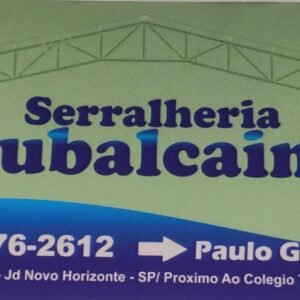 Serralheria
ubalcain
76-2612 Paulo G
- Jd Novo Horizonte - SP/ Proximo Ao Colegio